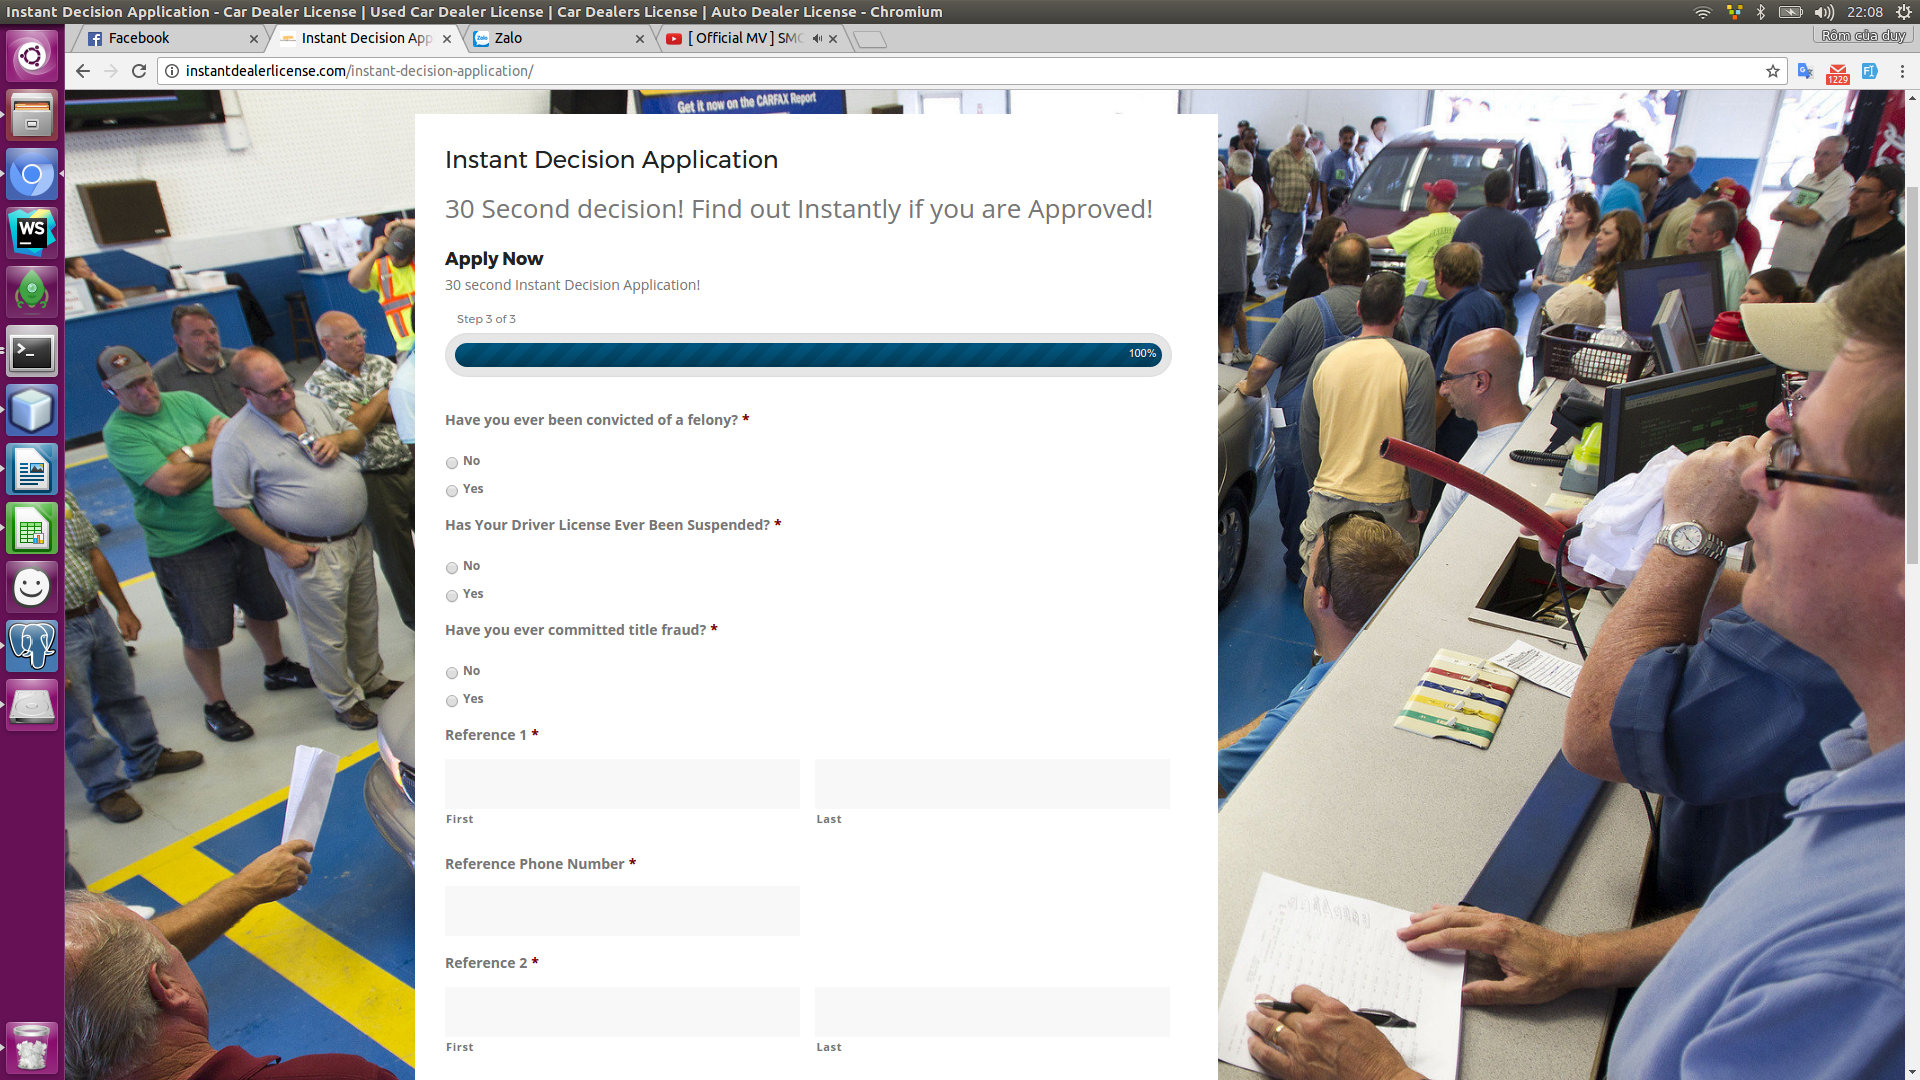 Instant Decision Application - Car Dealer License | Used Car Dealer License | Car Dealers License | Auto Dealer License - Chromium
22:08
Facebook
Instant Decision App
Zalo
[ Official MV ] SMO
Rôm của duy
instantdealerlicense.com/instant-decision-application/
1229
Get it now on the CARFAX Report
Instant Decision Application
30 Second decision! Find out Instantly if you are Approved!
Apply Now
30 second Instant Decision Application!
Step 3 of 3
100%
Have you ever been convicted of a felony? *
No
Yes
Has Your Driver License Ever Been Suspended? *
No
Yes
Have you ever committed title fraud? *
No
Yes
Reference 1 *
First
Last
Reference Phone Number *
Reference 2 *
First
Last
WS